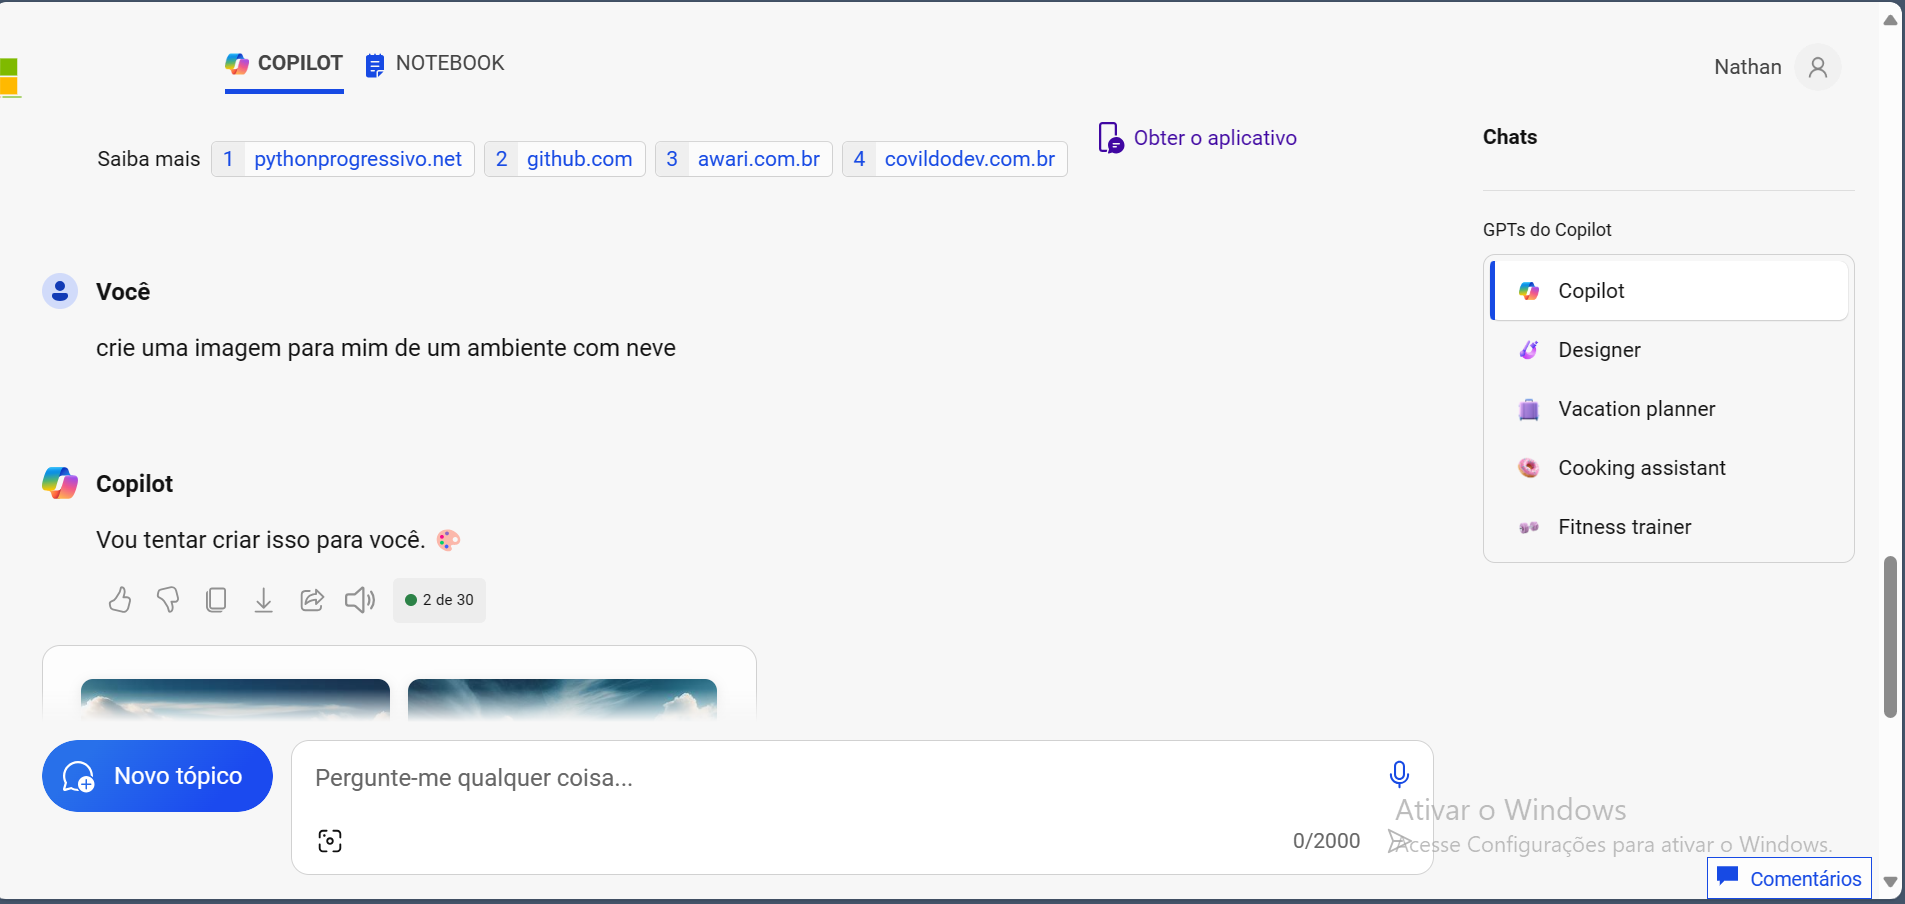 COPILOT
NOTEBOOK
Nathan
Saiba mais 1 pythonprogressivo.net 2 github.com 3 awari.com.br 4 covildodev.com.br
Obter o aplicativo
Chats
GPTs do Copilot
Copilot
Designer
Vacation planner
Cooking assistant
Fitness trainer
Você
crie uma imagem para mim de um ambiente com neve
Copilot
Vou tentar criar isso para você.
2 de 30
Novo tópico
Pergunte-me qualquer coisa...
0/2000
Ativar o Windows
Acesse Configurações para ativar o Windows.
Comentários